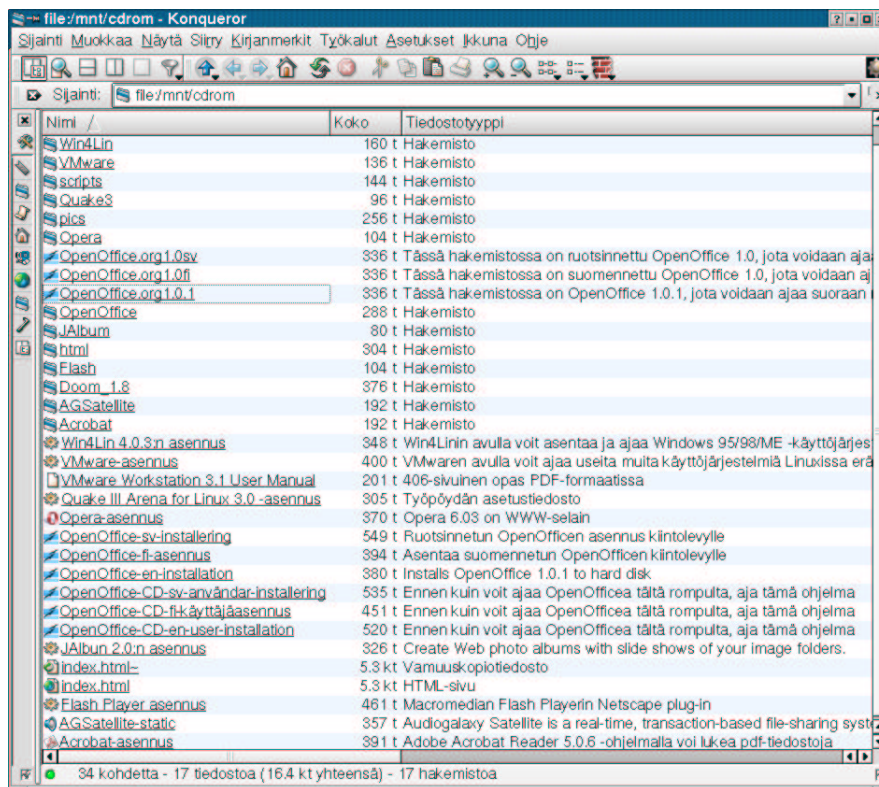 file:/mnt/cdrom - Konqueror
Sijainti Muokkaa Näytä Siirry Kirjanmerkit Työkalut Asetukset Ikkuna Ohje
Sijainti: file:/mnt/cdrom
Nimi Koko Tiedostotyyppi
Win4Lin 160 t Hakemisto
VMware 136 t Hakemisto
scripts 144 t Hakemisto
Quake3 96 t Hakemisto
pics 256 t Hakemisto
Opera 104 t Hakemisto
OpenOffice.org1.0sv 336 t Tässä hakemistossa on ruotsinnettu OpenOffice 1.0, jota voidaan aja
OpenOffice.org1.0fi 336 t Tässä hakemistossa on suomennettu OpenOffice 1.0, jota voidaan aj
OpenOffice.org1.0.1 336 t Tässä hakemistossa on OpenOffice 1.0.1, jota voidaan ajaa suoraan
OpenOffice 288 t Hakemisto
JAlbum 80 t Hakemisto
html 304 t Hakemisto
Flash 104 t Hakemisto
Doom_1.8 376 t Hakemisto
AGSatellite 192 t Hakemisto
Acrobat 192 t Hakemisto
Win4Lin 4.0.3:n asennus 348 t Win4Linin avulla voit asentaa ja ajaa Windows 95/98/ME -käyttöjärjes
VMware-asennus 400 t VMwaren avulla voit ajaa useita muita käyttöjärjestelmiä Linuxissa erä
VMware Workstation 3.1 User Manual 201 t 406-sivuinen opas PDF-formaatissa
Quake III Arena for Linux 3.0 -asennus 305 t Työpöydän asetustiedosto
Opera-asennus 370 t Opera 6.03 on WWW-selain
OpenOffice-sv-installering 549 t Ruotsinnetun OpenOfficen asennus kiintolevylle
OpenOffice-fi-asennus 394 t Asentaa suomennetun OpenOfficen kiintolevylle
OpenOffice-en-installation 380 t Installs OpenOffice 1.0.1 to hard disk
OpenOffice-CD-sv-användar-installering 535 t Ennen kuin voit ajaa OpenOfficea tältä rompulta, aja tämä ohjelma
OpenOffice-CD-fi-käyttäjäasennus 451 t Ennen kuin voit ajaa OpenOfficea tältä rompulta, aja tämä ohjelma
OpenOffice-CD-en-user-installation 520 t Ennen kuin voit ajaa OpenOfficea tältä rompulta, aja tämä ohjelma
JAlbun 2.0:n asennus 326 t Create Web photo albums with slide shows of your image folders.
index.html~ 5.3 kt Varmuuskopiotiedosto
index.html 5.3 kt HTML-sivu
Flash Player asennus 461 t Macromedian Flash Playerin Netscape plug-in
AGSatellite-static 357 t Audiogalaxy Satellite is a real-time, transaction-based file-sharing syst
Acrobat-asennus 391 t Adobe Acrobat Reader 5.0.6 -ohjelmalla voi lukea pdf-tiedostoja
34 kohdetta - 17 tiedostoa (16.4 kt yhteensä) - 17 hakemistoa